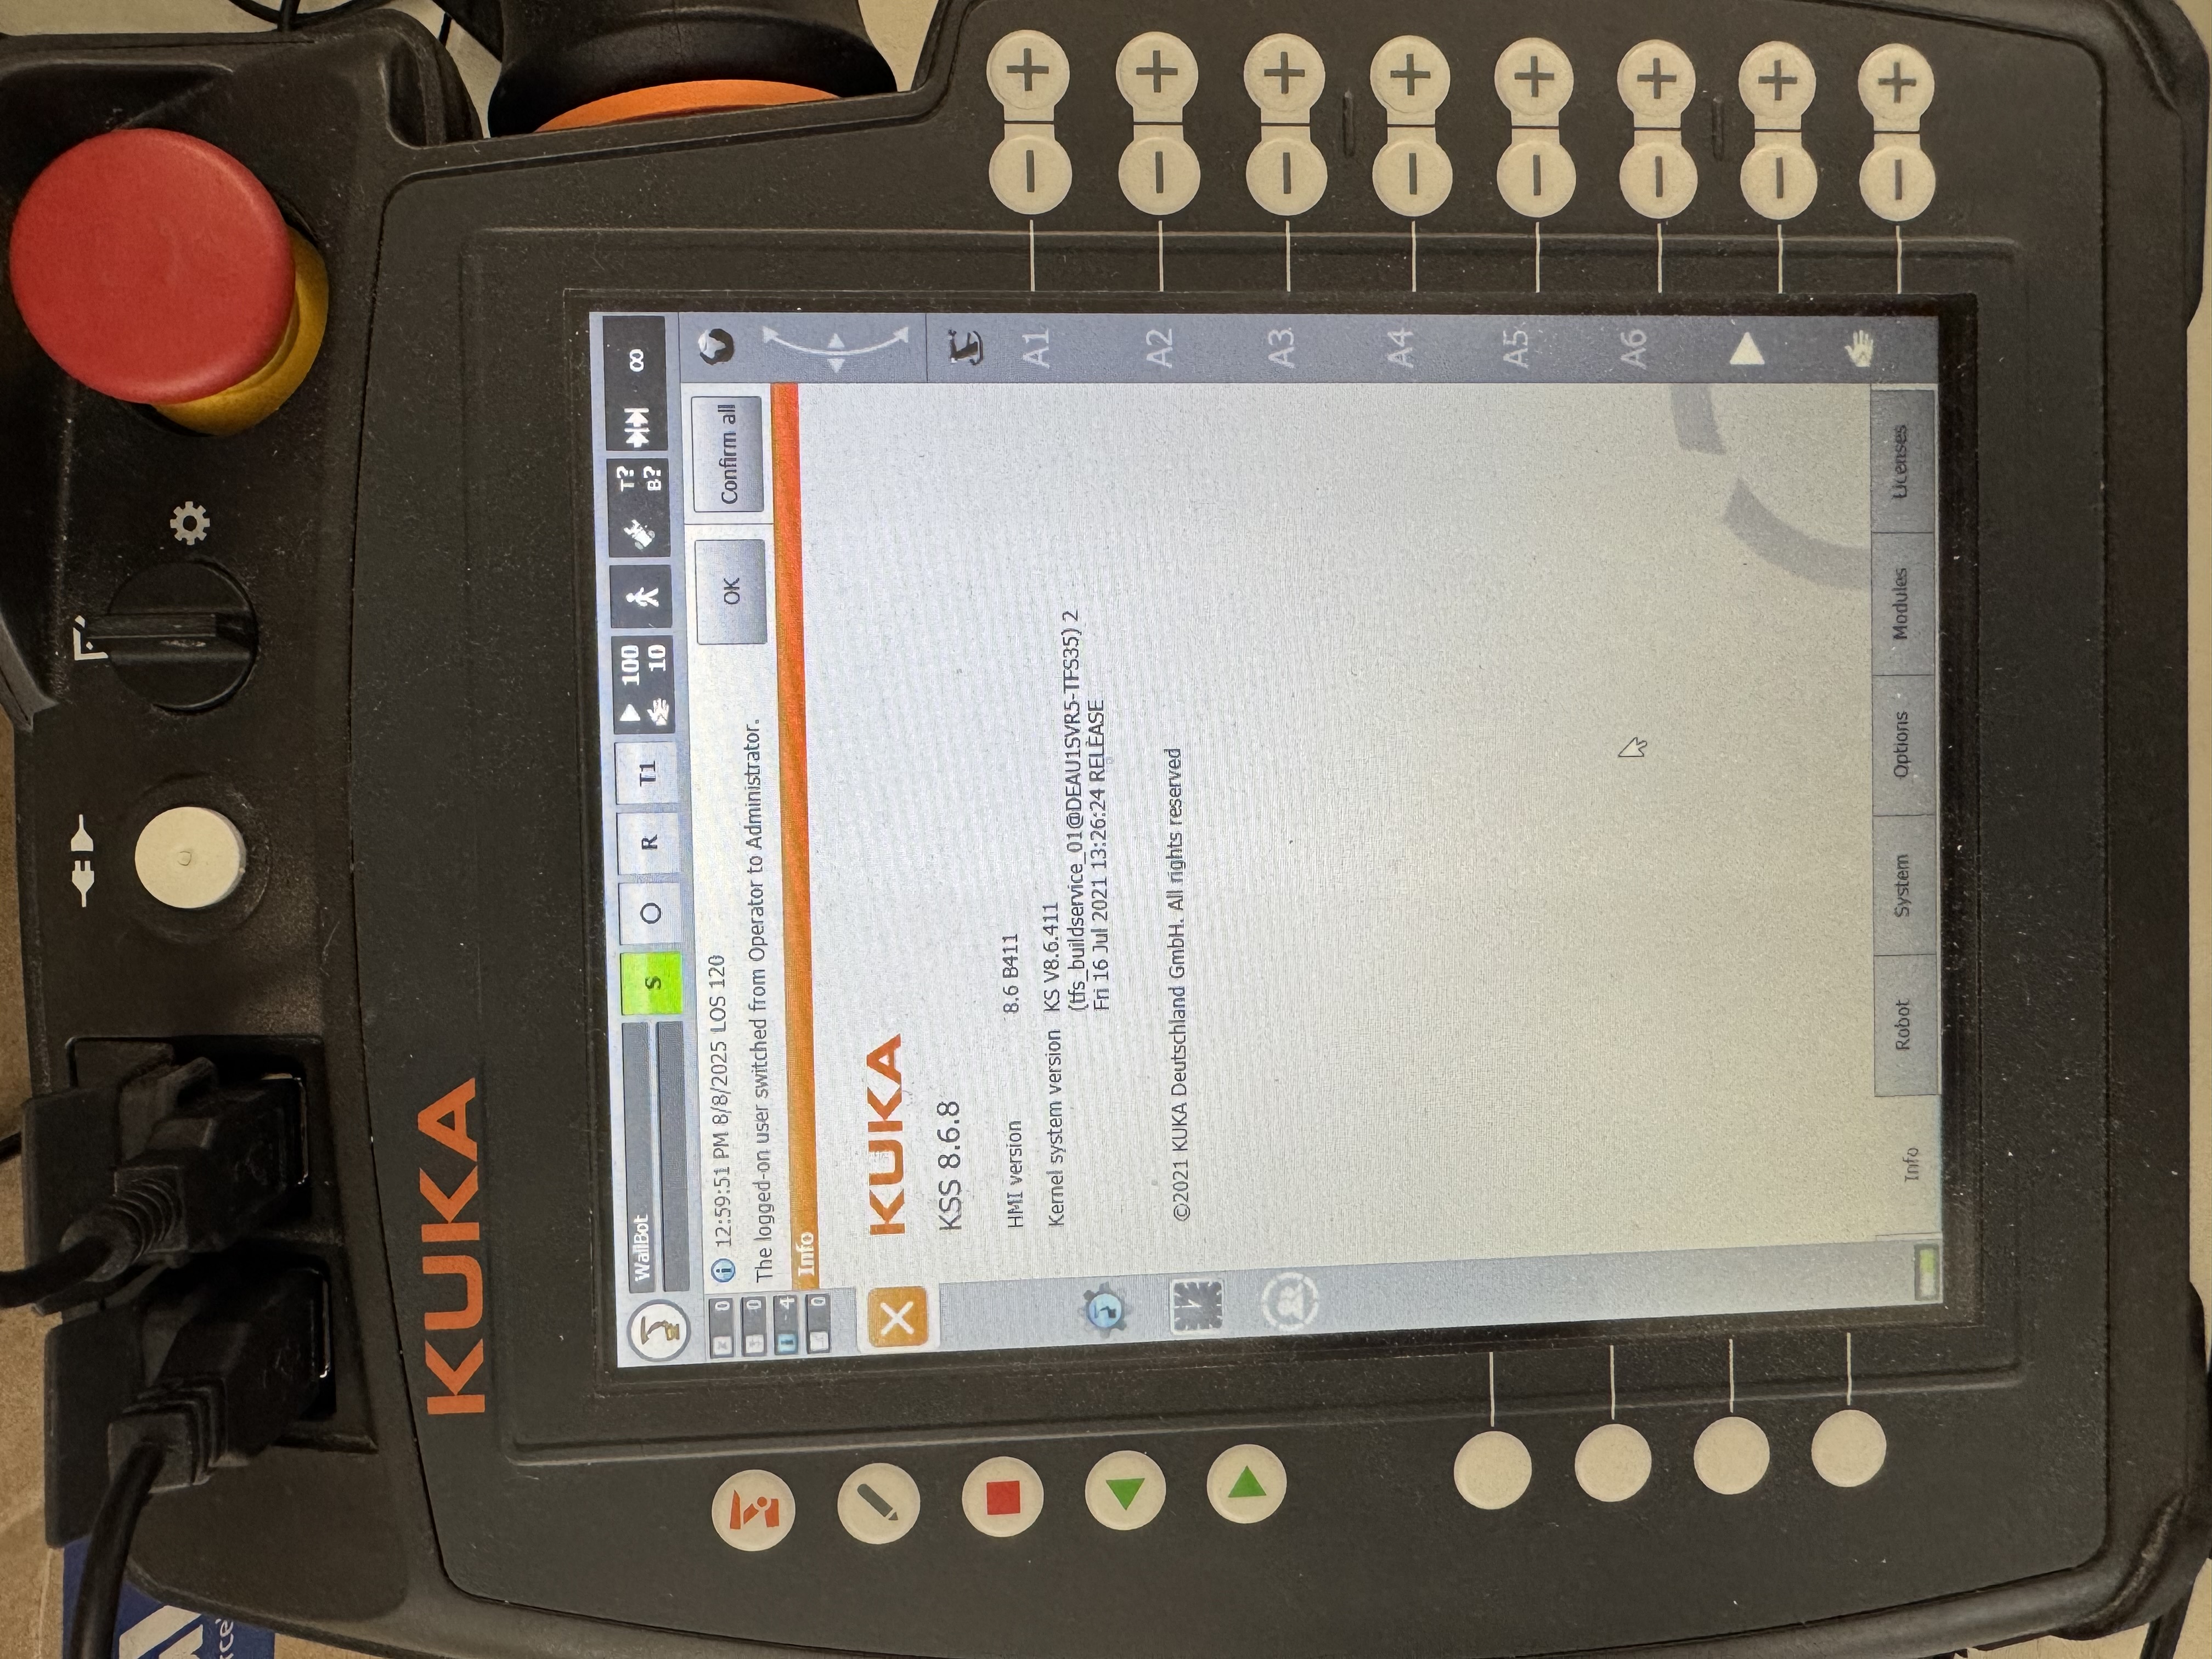 KUKA
WallBot
S
O
R
T1
100
10
T?
B?
∞
0
0
4
0
12:59:51 PM 8/8/2025 LOS 120
The logged-on user switched from Operator to Administrator.
OK
Confirm all
Info
KUKA
KSS 8.6.8
HMI version 8.6 B411
Kernel system version KS V8.6.411
(tfs_buildservice_01@DEAU1SVR5-TFS35) 2
Fri 16 Jul 2021 13:26:24 RELEASE
©2021 KUKA Deutschland GmbH. All rights reserved
A1
A2
A3
A4
A5
A6
Info
Robot
System
Options
Modules
Licenses